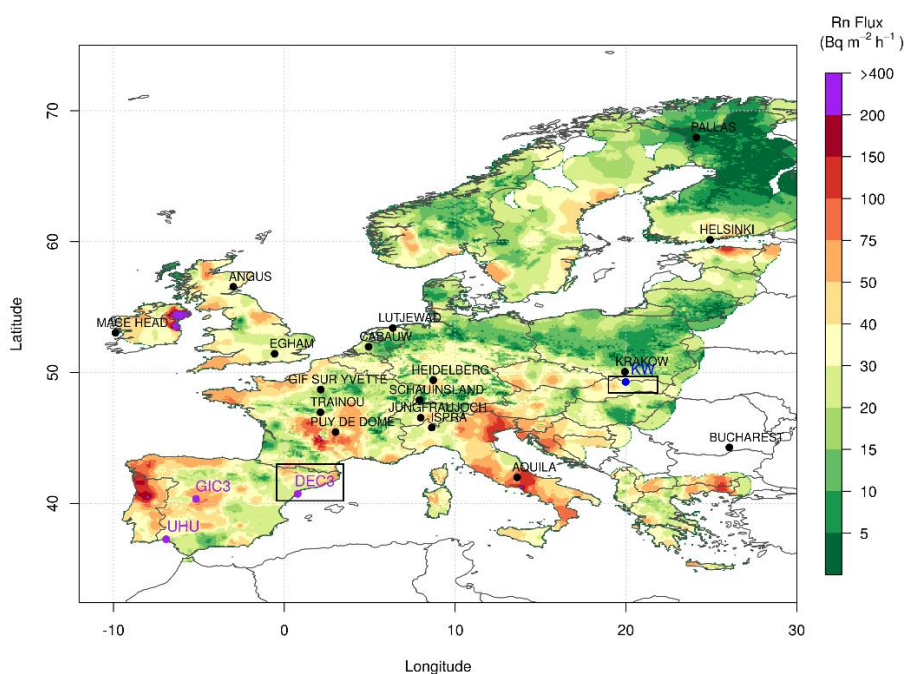 Rn Flux
(Bq m⁻² h⁻¹)
>400
200
150
100
75
50
40
30
20
15
10
5
70
60
50
40
Latitude
PALLAS
HELSINKI
ANGUS
MACE HEAD
LUTJEWAD
CABAUW
EGHAM
KRAKOW
KW
HEIDELBERG
GIF SUR YVETTE
SCHAUINSLAND
TRAINOU
JUNGFRAUJOCH
ISPRA
PUY DE DOME
BUCHAREST
AQUILA
GIC3
DEC3
UHU
-10
0
10
20
30
Longitude